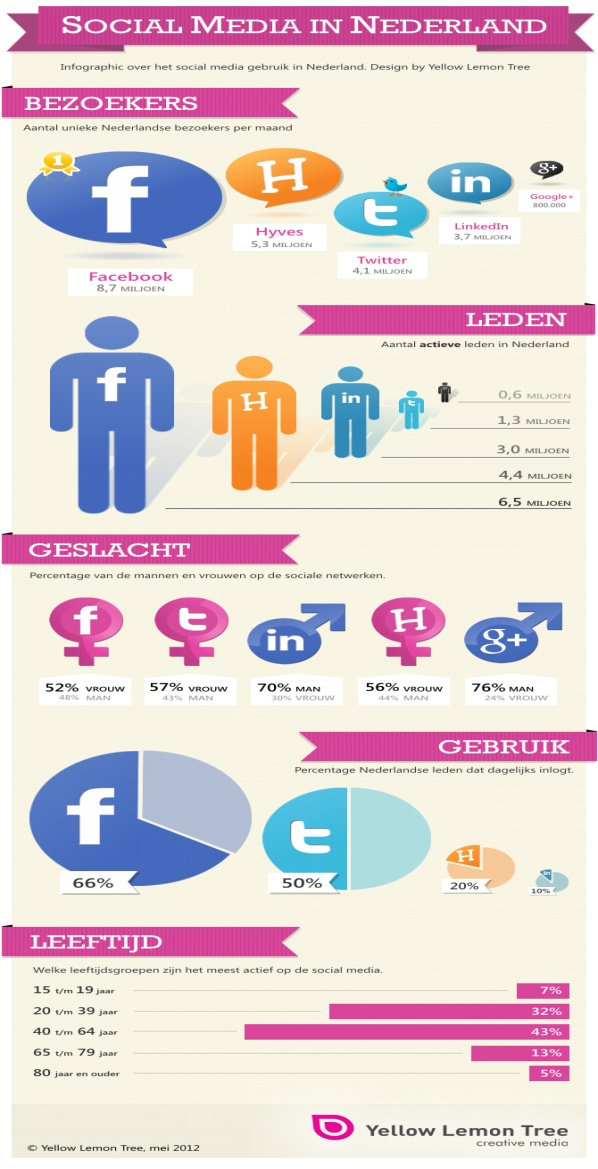 SOCIAL MEDIA IN NEDERLAND
Infographic over het social media gebruik in Nederland. Design by Yellow Lemon Tree
BEZOEKERS
Aantal unieke Nederlandse bezoekers per maand
1
f
H
t
in
g+
Google+
800.000
Hyves
5,3 MILJOEN
LinkedIn
3,7 MILJOEN
Twitter
4,1 MILJOEN
Facebook
8,7 MILJOEN
LEDEN
Aantal actieve leden in Nederland
f
H
in
t
0,6 MILJOEN
1,3 MILJOEN
3,0 MILJOEN
4,4 MILJOEN
6,5 MILJOEN
GESLACHT
Percentage van de mannen en vrouwen op de sociale netwerken.
f
t
in
H
g+
52% VROUW
48% MAN
57% VROUW
43% MAN
70% MAN
30% VROUW
56% VROUW
44% MAN
76% MAN
24% VROUW
GEBRUIK
Percentage Nederlandse leden dat dagelijks inlogt.
f
66%
t
50%
H
20%
in
10%
LEEFTIJD
Welke leeftijdsgroepen zijn het meest actief op de social media.
15 t/m 19 jaar 7%
20 t/m 39 jaar 32%
40 t/m 64 jaar 43%
65 t/m 79 jaar 13%
80 jaar en ouder 5%
Yellow Lemon Tree
creative media
© Yellow Lemon Tree, mei 2012